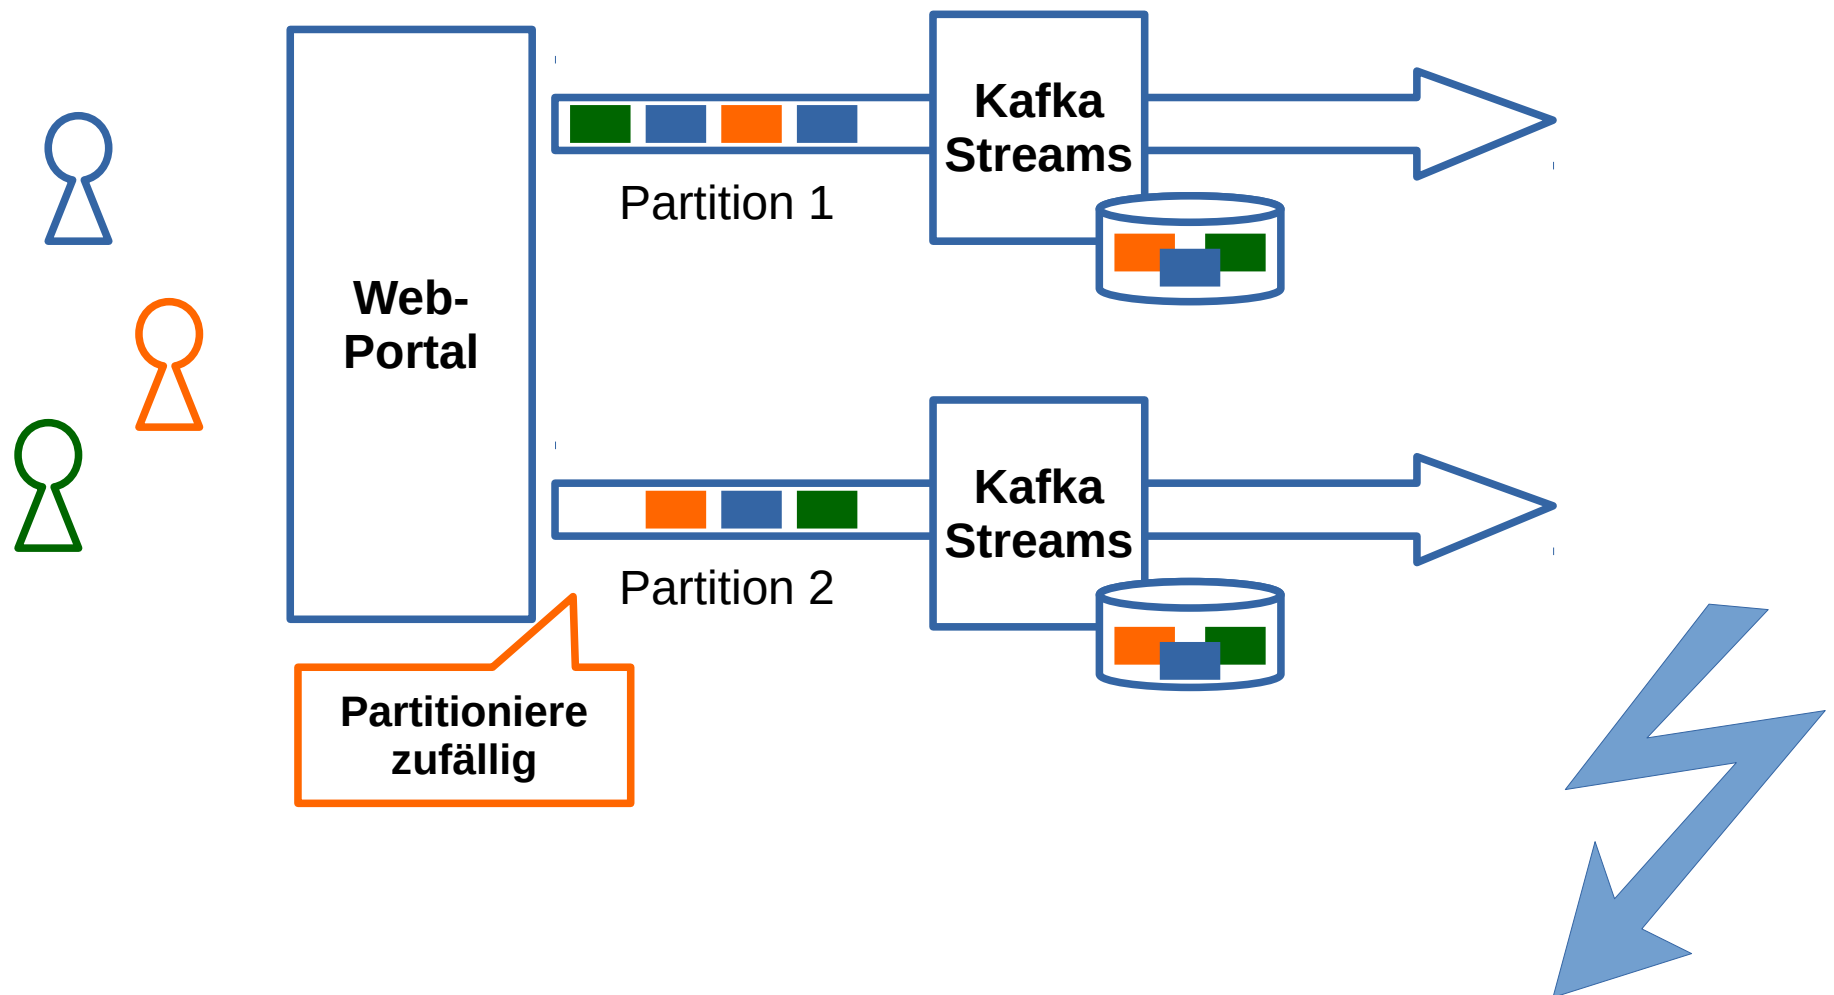 Web-
Portal
Kafka
Streams
Partition 1
Kafka
Streams
Partition 2
Partitioniere
zufällig